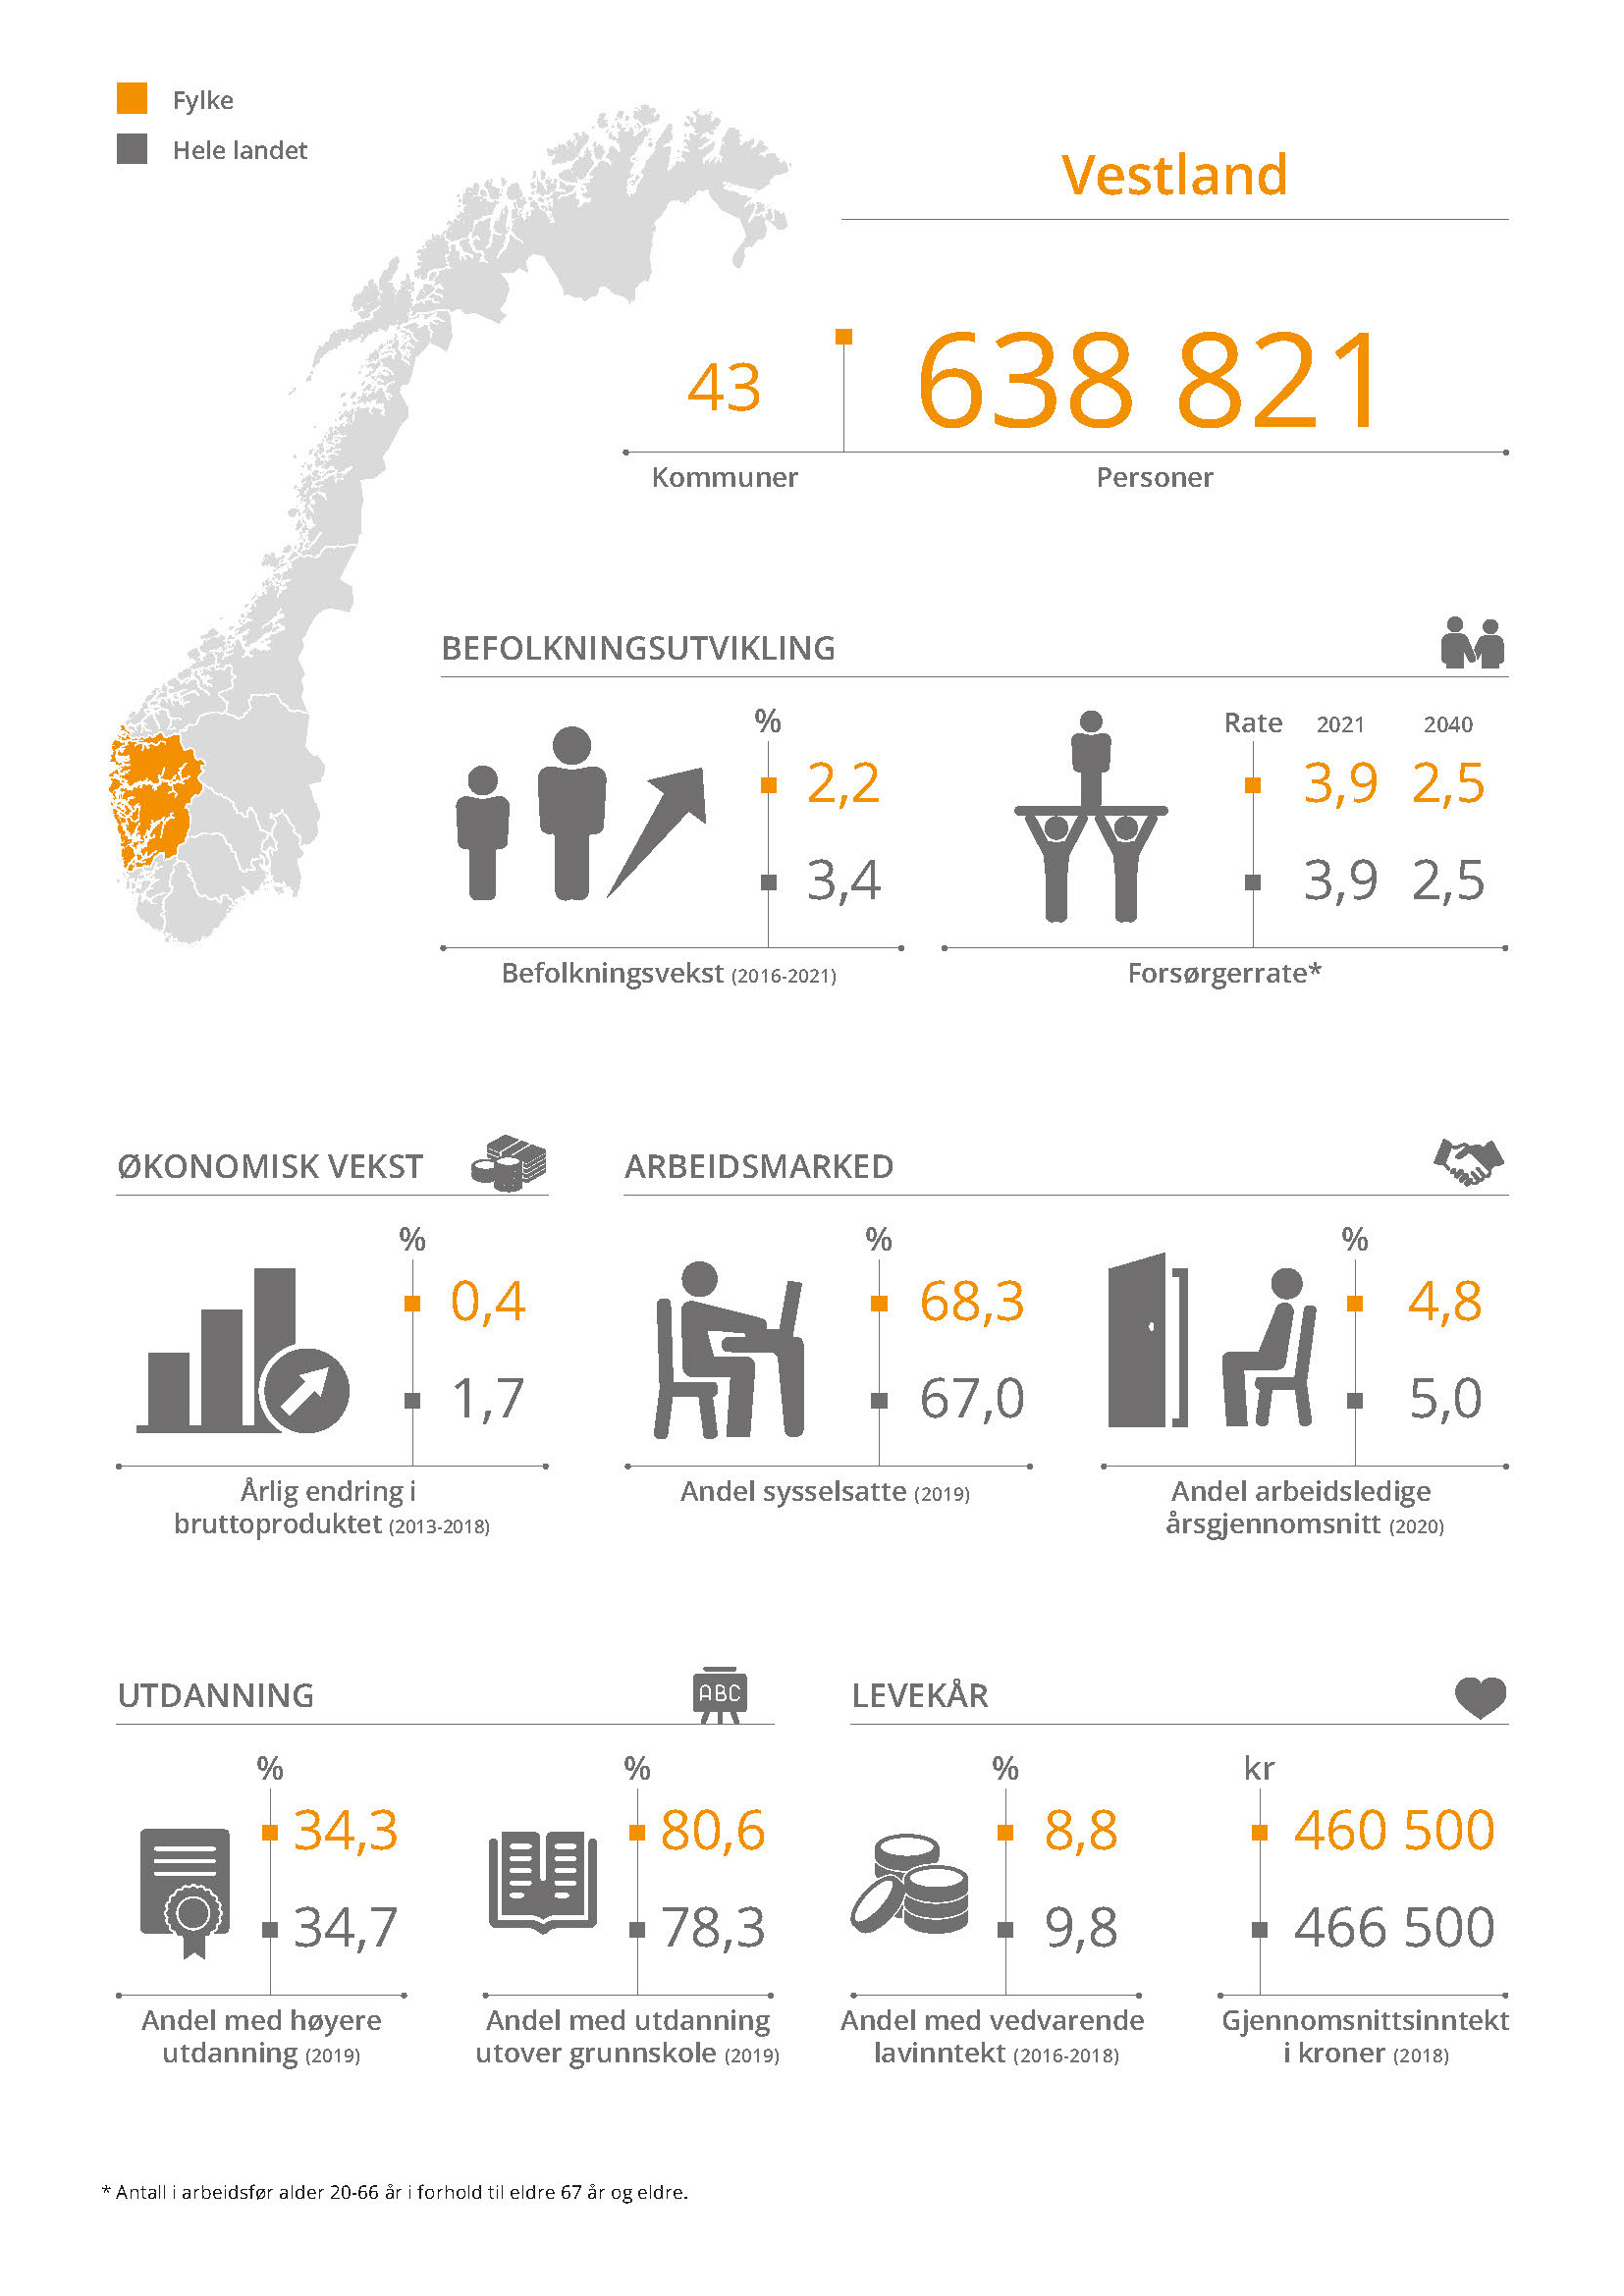 Fylke
Hele landet
Vestland
43
638 821
Kommuner
Personer
BEFOLKNINGSUTVIKLING
%
2,2
3,4
Befolkningsvekst (2016-2021)
Rate 2021 2040
3,9 2,5
3,9 2,5
Forsørgerrate*
ØKONOMISK VEKST
%
0,4
1,7
Årlig endring i
bruttoproduktet (2013-2018)
ARBEIDSMARKED
%
68,3
67,0
Andel sysselsatte (2019)
%
4,8
5,0
Andel arbeidsledige
årsgjennomsnitt (2020)
UTDANNING
ABC
%
34,3
34,7
Andel med høyere
utdanning (2019)
%
80,6
78,3
Andel med utdanning
utover grunnskole (2019)
LEVEKÅR
%
8,8
9,8
Andel med vedvarende
lavinntekt (2016-2018)
kr
460 500
466 500
Gjennomsnittsinntekt
i kroner (2018)
* Antall i arbeidsfør alder 20-66 år i forhold til eldre 67 år og eldre.